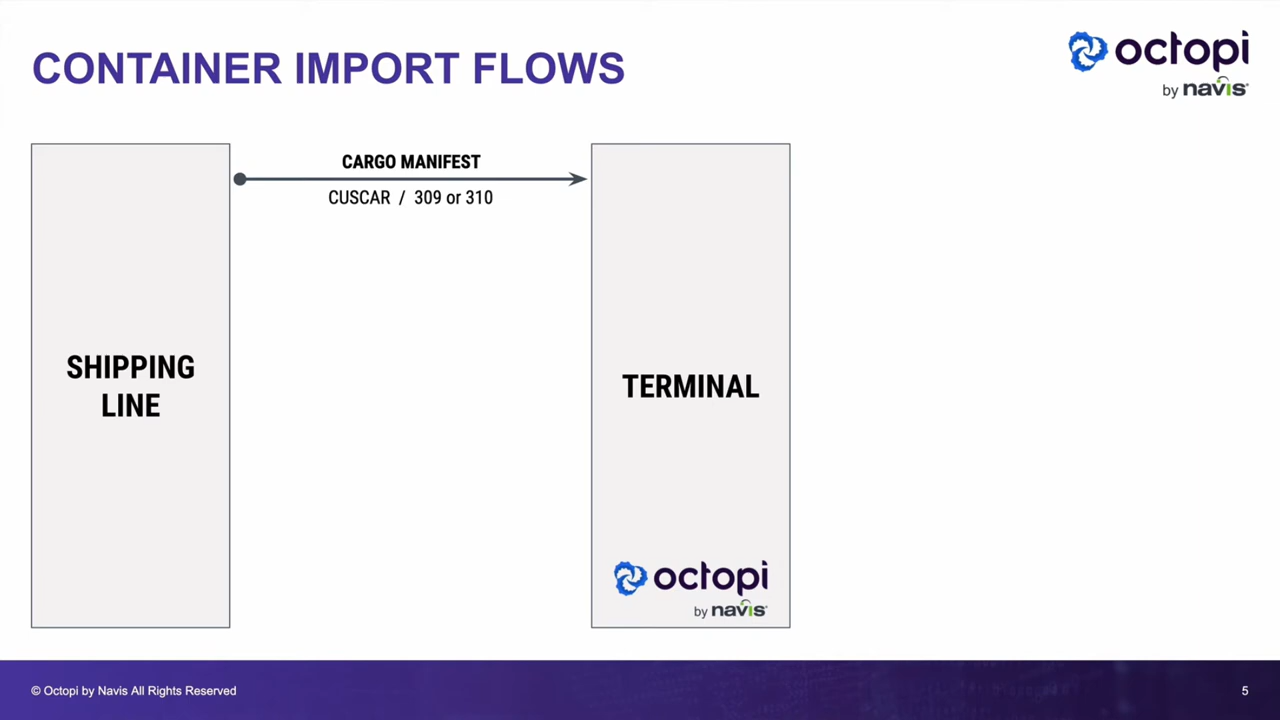 CONTAINER IMPORT FLOWS
octopi
by navis
CARGO MANIFEST
CUSCAR / 309 or 310
SHIPPING
LINE
TERMINAL
octopi
by navis
© Octopi by Navis All Rights Reserved
5